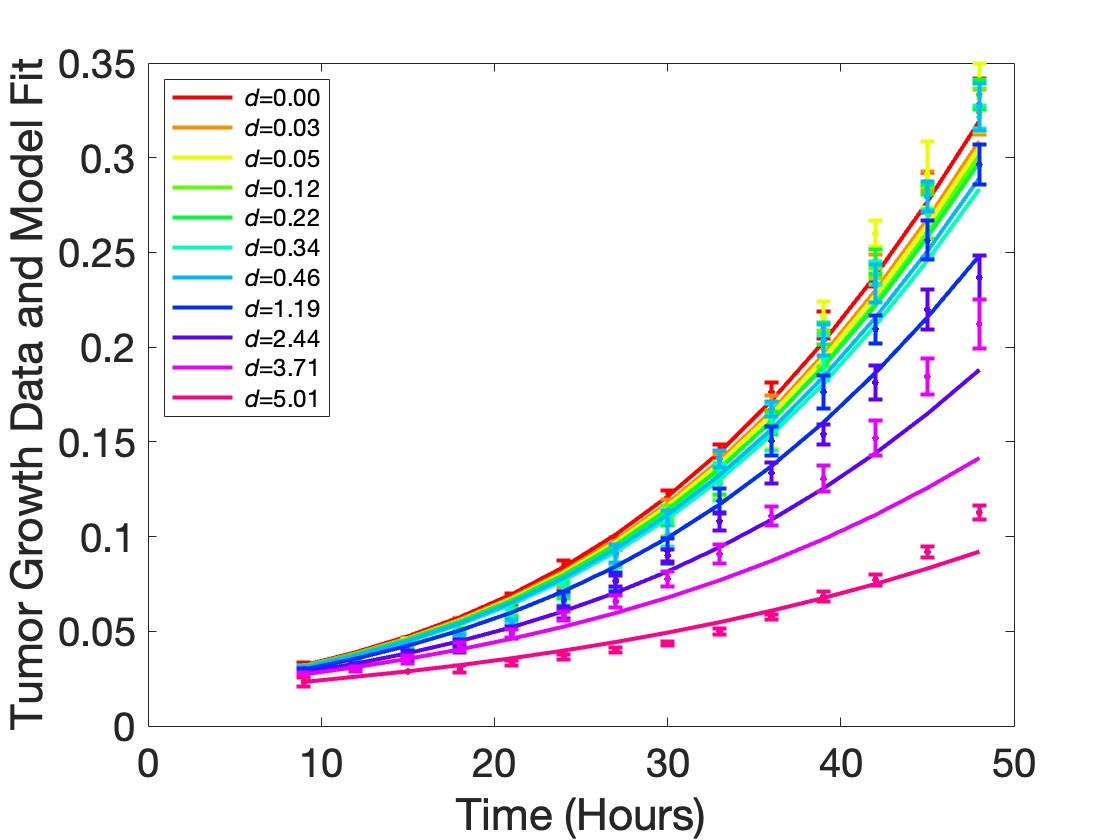 Tumor Growth Data and Model Fit
0.35
0.3
0.25
0.2
0.15
0.1
0.05
0
d=0.00
d=0.03
d=0.05
d=0.12
d=0.22
d=0.34
d=0.46
d=1.19
d=2.44
d=3.71
d=5.01
0 10 20 30 40 50
Time (Hours)